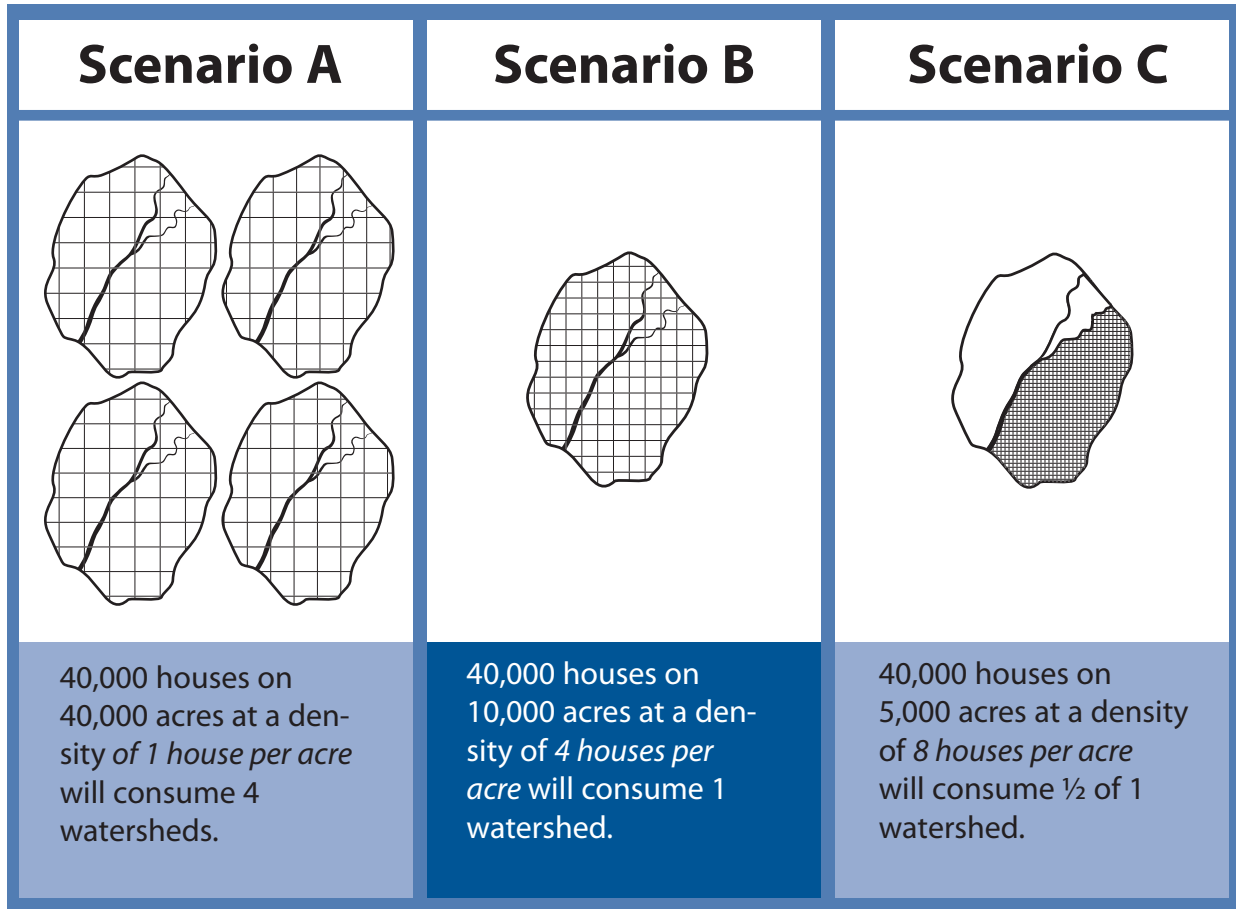 Scenario A
Scenario B
Scenario C
40,000 houses on
40,000 acres at a den-
sity of 1 house per acre
will consume 4
watersheds.
40,000 houses on
10,000 acres at a den-
sity of 4 houses per
acre will consume 1
watershed.
40,000 houses on
5,000 acres at a density
of 8 houses per acre
will consume ½ of 1
watershed.